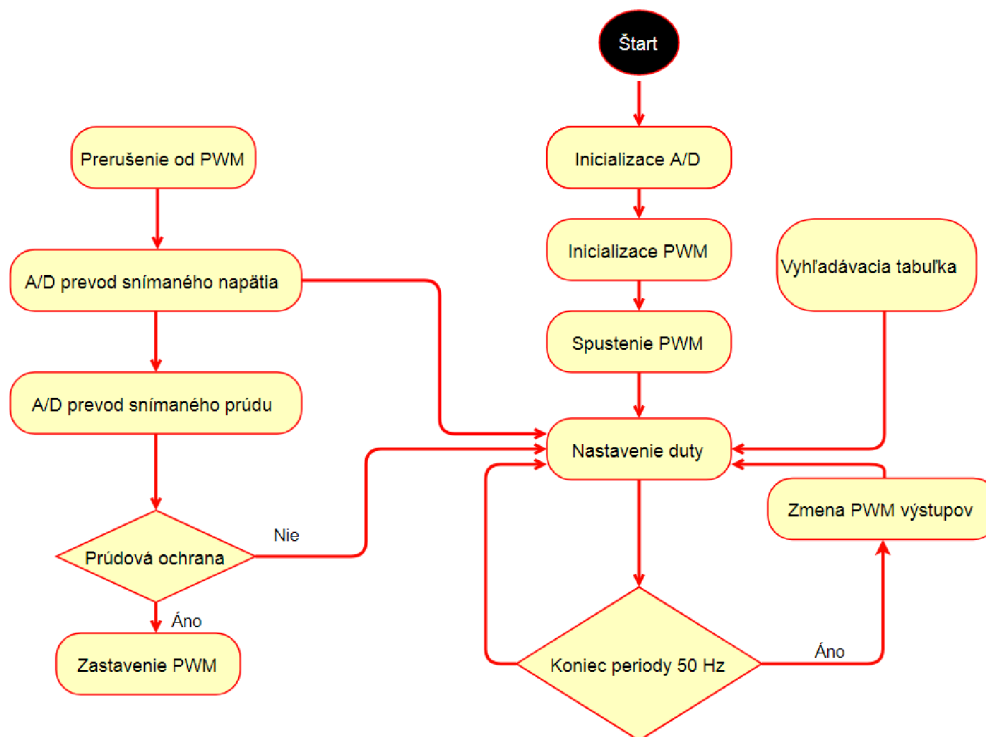 Štart
Prerušenie od PWM
Inicializace A/D
Inicializace PWM
Vyhľadávacia tabuľka
A/D prevod snímaného napätia
Spustenie PWM
A/D prevod snímaného prúdu
Nastavenie duty
Zmena PWM výstupov
Nie
Prúdová ochrana
Áno
Zastavenie PWM
Koniec periody 50 Hz
Áno